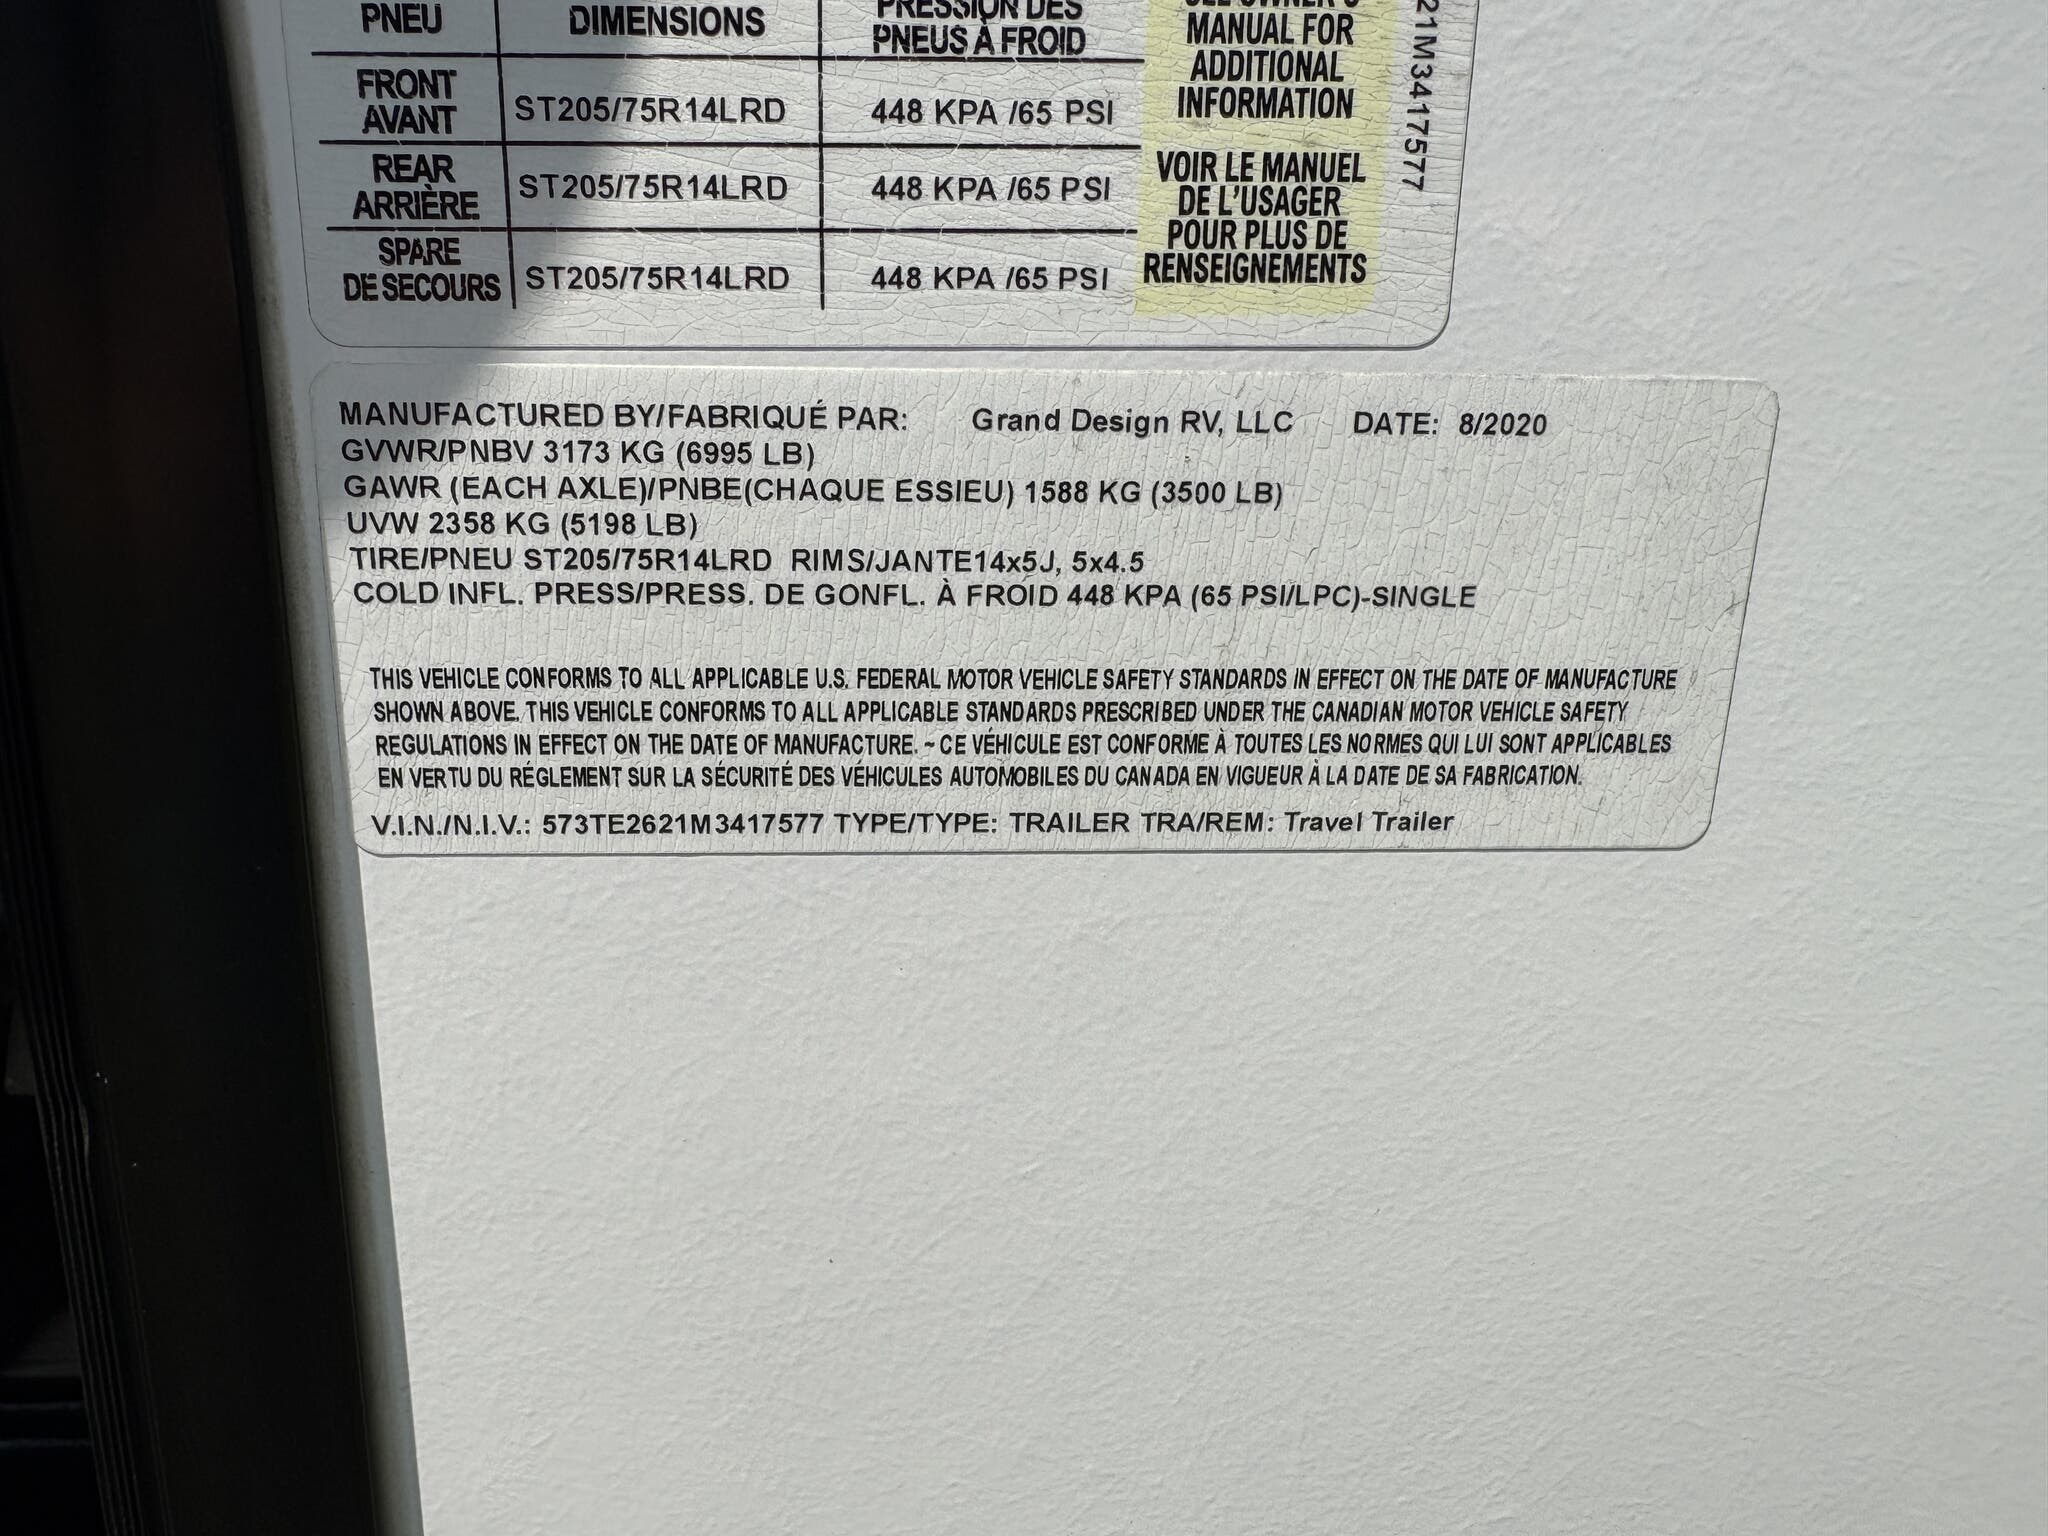 PNEU DIMENSIONS PRESSION DES PNEUS À FROID
FRONT AVANT ST205/75R14LRD 448 KPA /65 PSI
REAR ARRIÈRE ST205/75R14LRD 448 KPA /65 PSI
SPARE DE SECOURS ST205/75R14LRD 448 KPA /65 PSI
SEE OWNER'S
MANUAL FOR
ADDITIONAL
INFORMATION
VOIR LE MANUEL
DE L'USAGER
POUR PLUS DE
RENSEIGNEMENTS
21M3417577
MANUFACTURED BY/FABRIQUÉ PAR: Grand Design RV, LLC DATE: 8/2020
GVWR/PNBV 3173 KG (6995 LB)
GAWR (EACH AXLE)/PNBE(CHAQUE ESSIEU) 1588 KG (3500 LB)
UVW 2358 KG (5198 LB)
TIRE/PNEU ST205/75R14LRD RIMS/JANTE14x5J, 5x4.5
COLD INFL. PRESS/PRESS. DE GONFL. À FROID 448 KPA (65 PSI/LPC)-SINGLE
THIS VEHICLE CONFORMS TO ALL APPLICABLE U.S. FEDERAL MOTOR VEHICLE SAFETY STANDARDS IN EFFECT ON THE DATE OF MANUFACTURE
SHOWN ABOVE. THIS VEHICLE CONFORMS TO ALL APPLICABLE STANDARDS PRESCRIBED UNDER THE CANADIAN MOTOR VEHICLE SAFETY
REGULATIONS IN EFFECT ON THE DATE OF MANUFACTURE. ~ CE VÉHICULE EST CONFORME À TOUTES LES NORMES QUI LUI SONT APPLICABLES
EN VERTU DU RÉGLEMENT SUR LA SÉCURITÉ DES VÉHICULES AUTOMOBILES DU CANADA EN VIGUEUR À LA DATE DE SA FABRICATION.
V.I.N./N.I.V.: 573TE2621M3417577 TYPE/TYPE: TRAILER TRA/REM: Travel Trailer